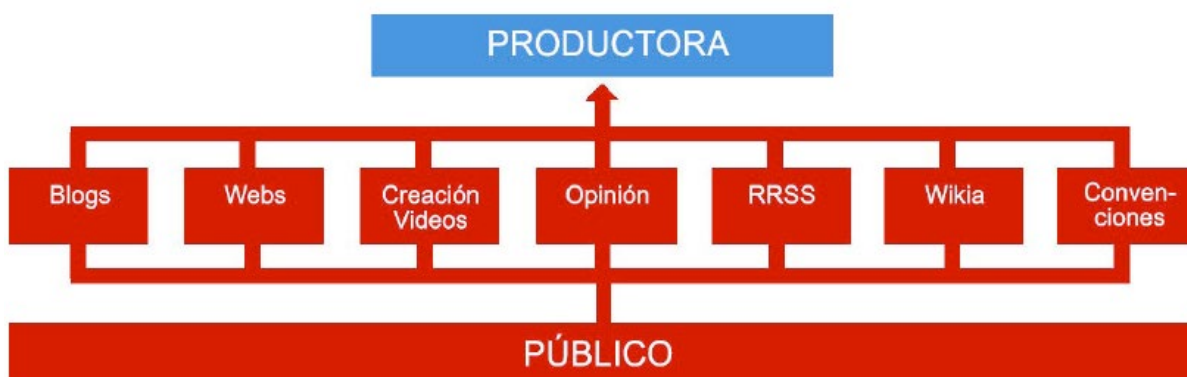 PRODUCTORA
Blogs
Webs
Creación
Videos
Opinión
RRSS
Wikia
Conven-
ciones
PÚBLICO